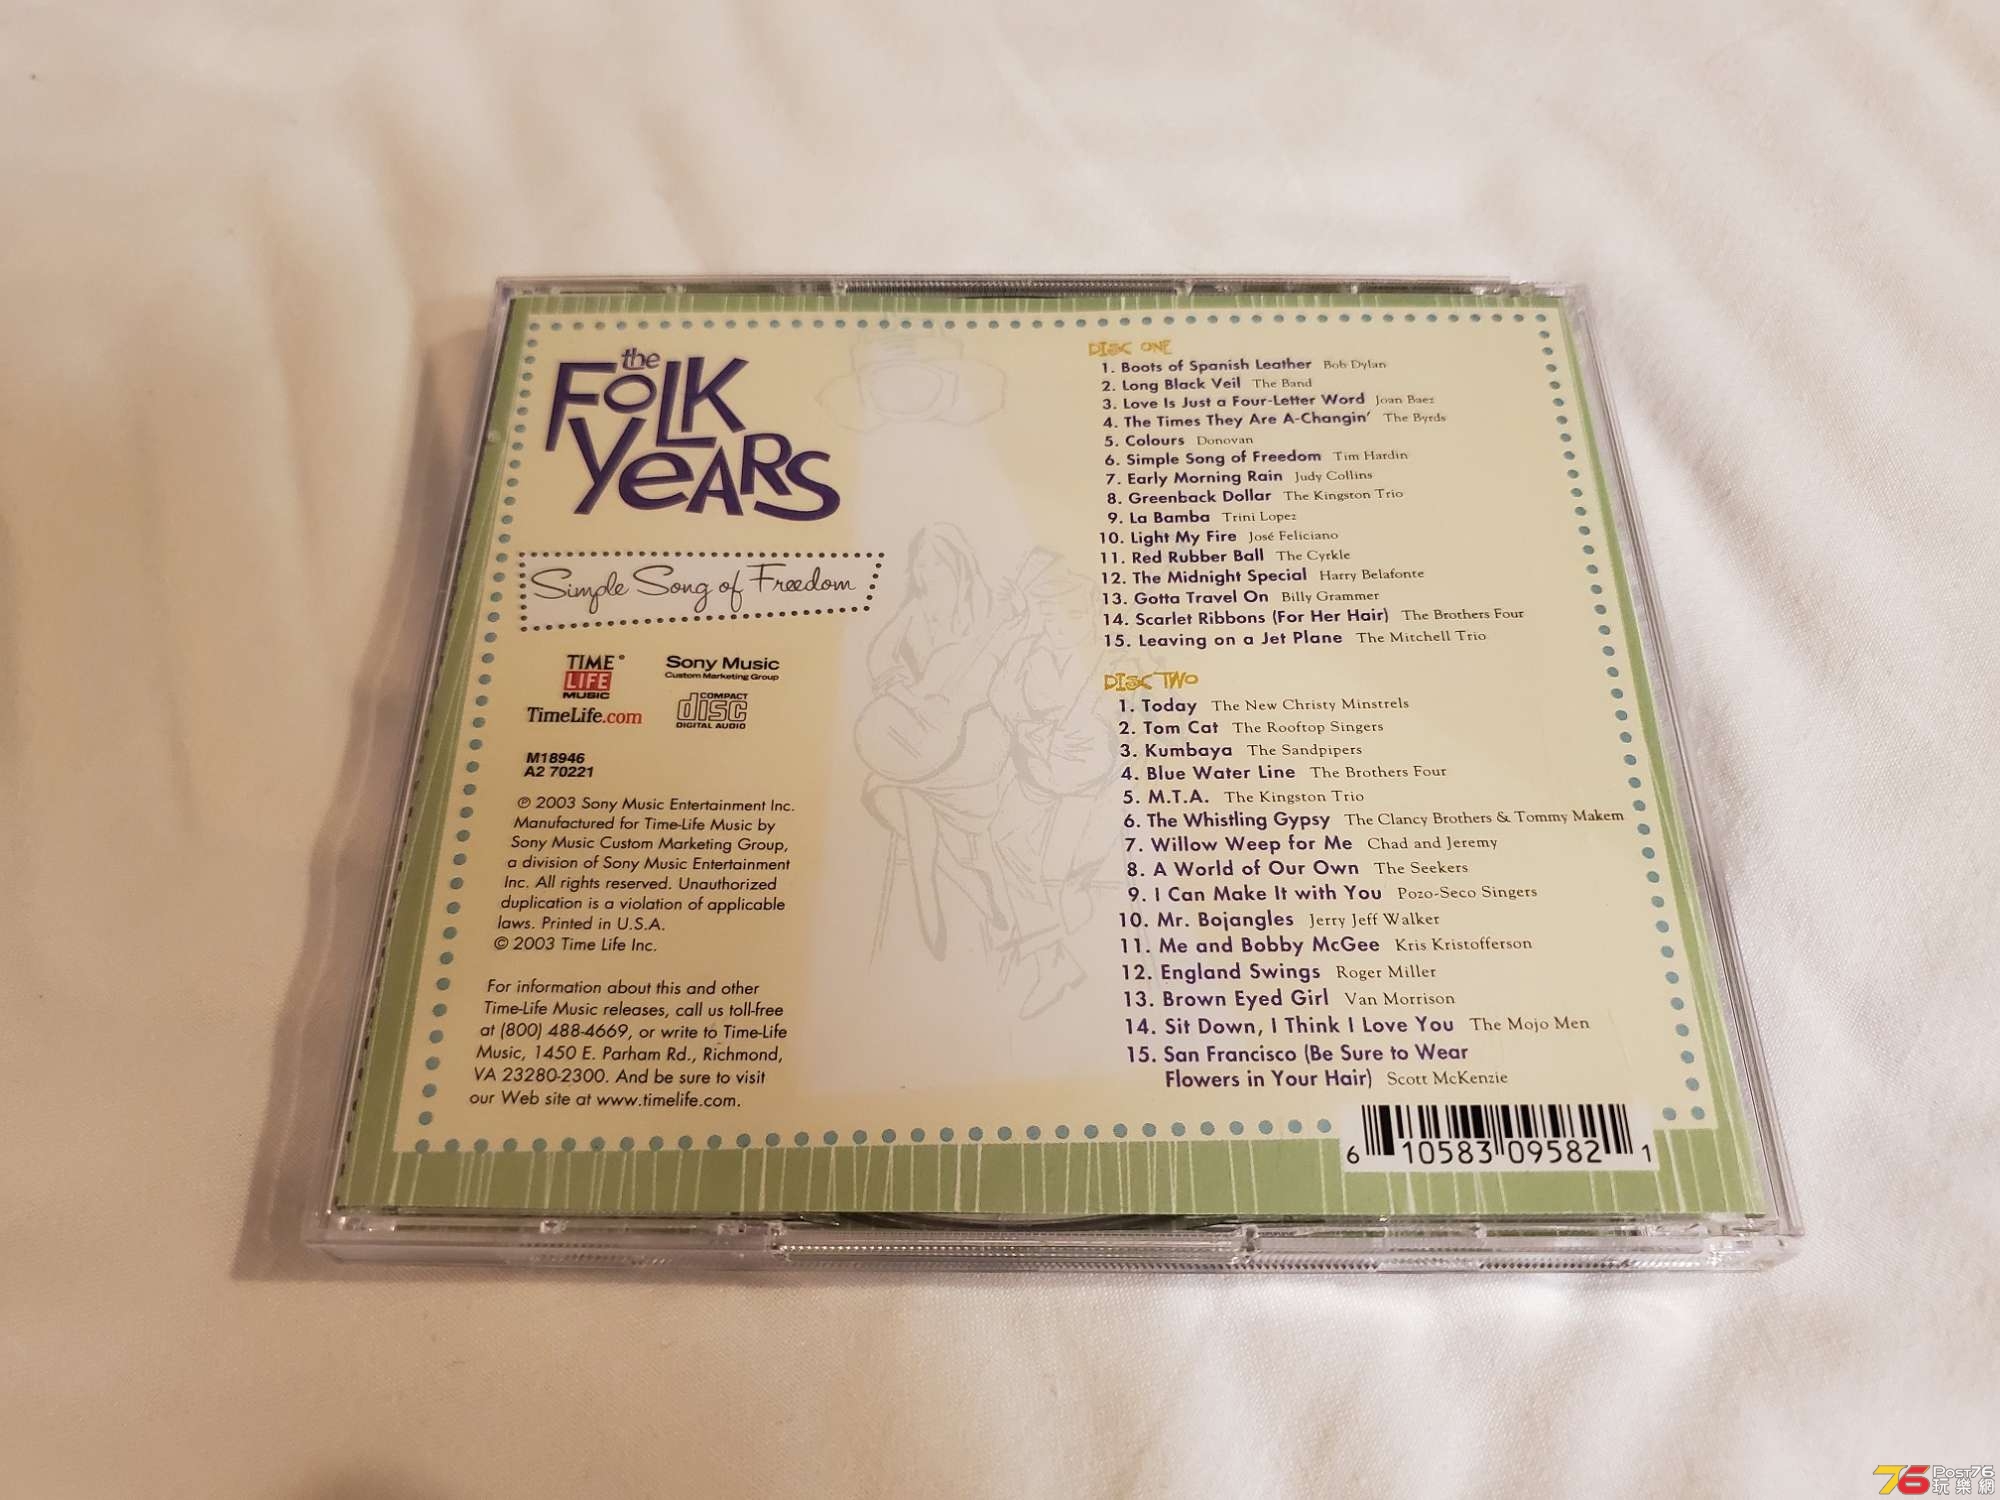 the
FOLK
YEARS
Simple Song of Freedom
TIME
LIFE
MUSIC
TimeLife.com
Sony Music
Custom Marketing Group
COMPACT
disc
DIGITAL AUDIO
M18946
A2 70221
℗ 2003 Sony Music Entertainment Inc.
Manufactured for Time-Life Music by
Sony Music Custom Marketing Group,
a division of Sony Music Entertainment
Inc. All rights reserved. Unauthorized
duplication is a violation of applicable
laws. Printed in U.S.A.
© 2003 Time Life Inc.
For information about this and other
Time-Life Music releases, call us toll-free
at (800) 488-4669, or write to Time-Life
Music, 1450 E. Parham Rd., Richmond,
VA 23280-2300. And be sure to visit
our Web site at www.timelife.com.
DISC ONE
1. Boots of Spanish Leather Bob Dylan
2. Long Black Veil The Band
3. Love Is Just a Four-Letter Word Joan Baez
4. The Times They Are A-Changin' The Byrds
5. Colours Donovan
6. Simple Song of Freedom Tim Hardin
7. Early Morning Rain Judy Collins
8. Greenback Dollar The Kingston Trio
9. La Bamba Trini Lopez
10. Light My Fire José Feliciano
11. Red Rubber Ball The Cyrkle
12. The Midnight Special Harry Belafonte
13. Gotta Travel On Billy Grammer
14. Scarlet Ribbons (For Her Hair) The Brothers Four
15. Leaving on a Jet Plane The Mitchell Trio
DISC TWO
1. Today The New Christy Minstrels
2. Tom Cat The Rooftop Singers
3. Kumbaya The Sandpipers
4. Blue Water Line The Brothers Four
5. M.T.A. The Kingston Trio
6. The Whistling Gypsy The Clancy Brothers & Tommy Makem
7. Willow Weep for Me Chad and Jeremy
8. A World of Our Own The Seekers
9. I Can Make It with You Pozo-Seco Singers
10. Mr. Bojangles Jerry Jeff Walker
11. Me and Bobby McGee Kris Kristofferson
12. England Swings Roger Miller
13. Brown Eyed Girl Van Morrison
14. Sit Down, I Think I Love You The Mojo Men
15. San Francisco (Be Sure to Wear
Flowers in Your Hair) Scott McKenzie
6 10583 09582 1
76 Post76
玩樂網